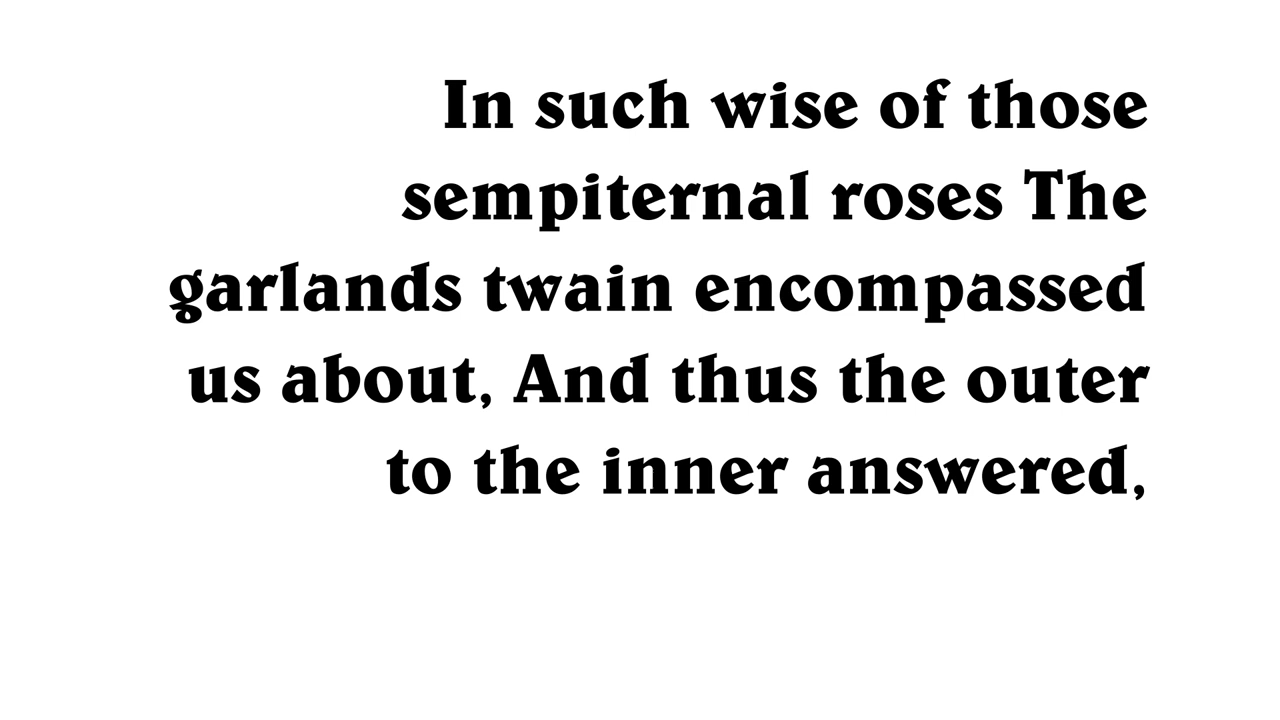 In such wise of those
sempiternal roses The
garlands twain encompassed
us about, And thus the outer
to the inner answered,